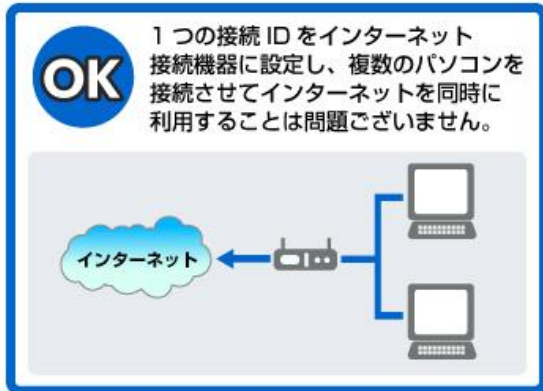 OK
1つの接続IDをインターネット
接続機器に設定し、複数のパソコンを
接続させてインターネットを同時に
利用することは問題ございません。
インターネット